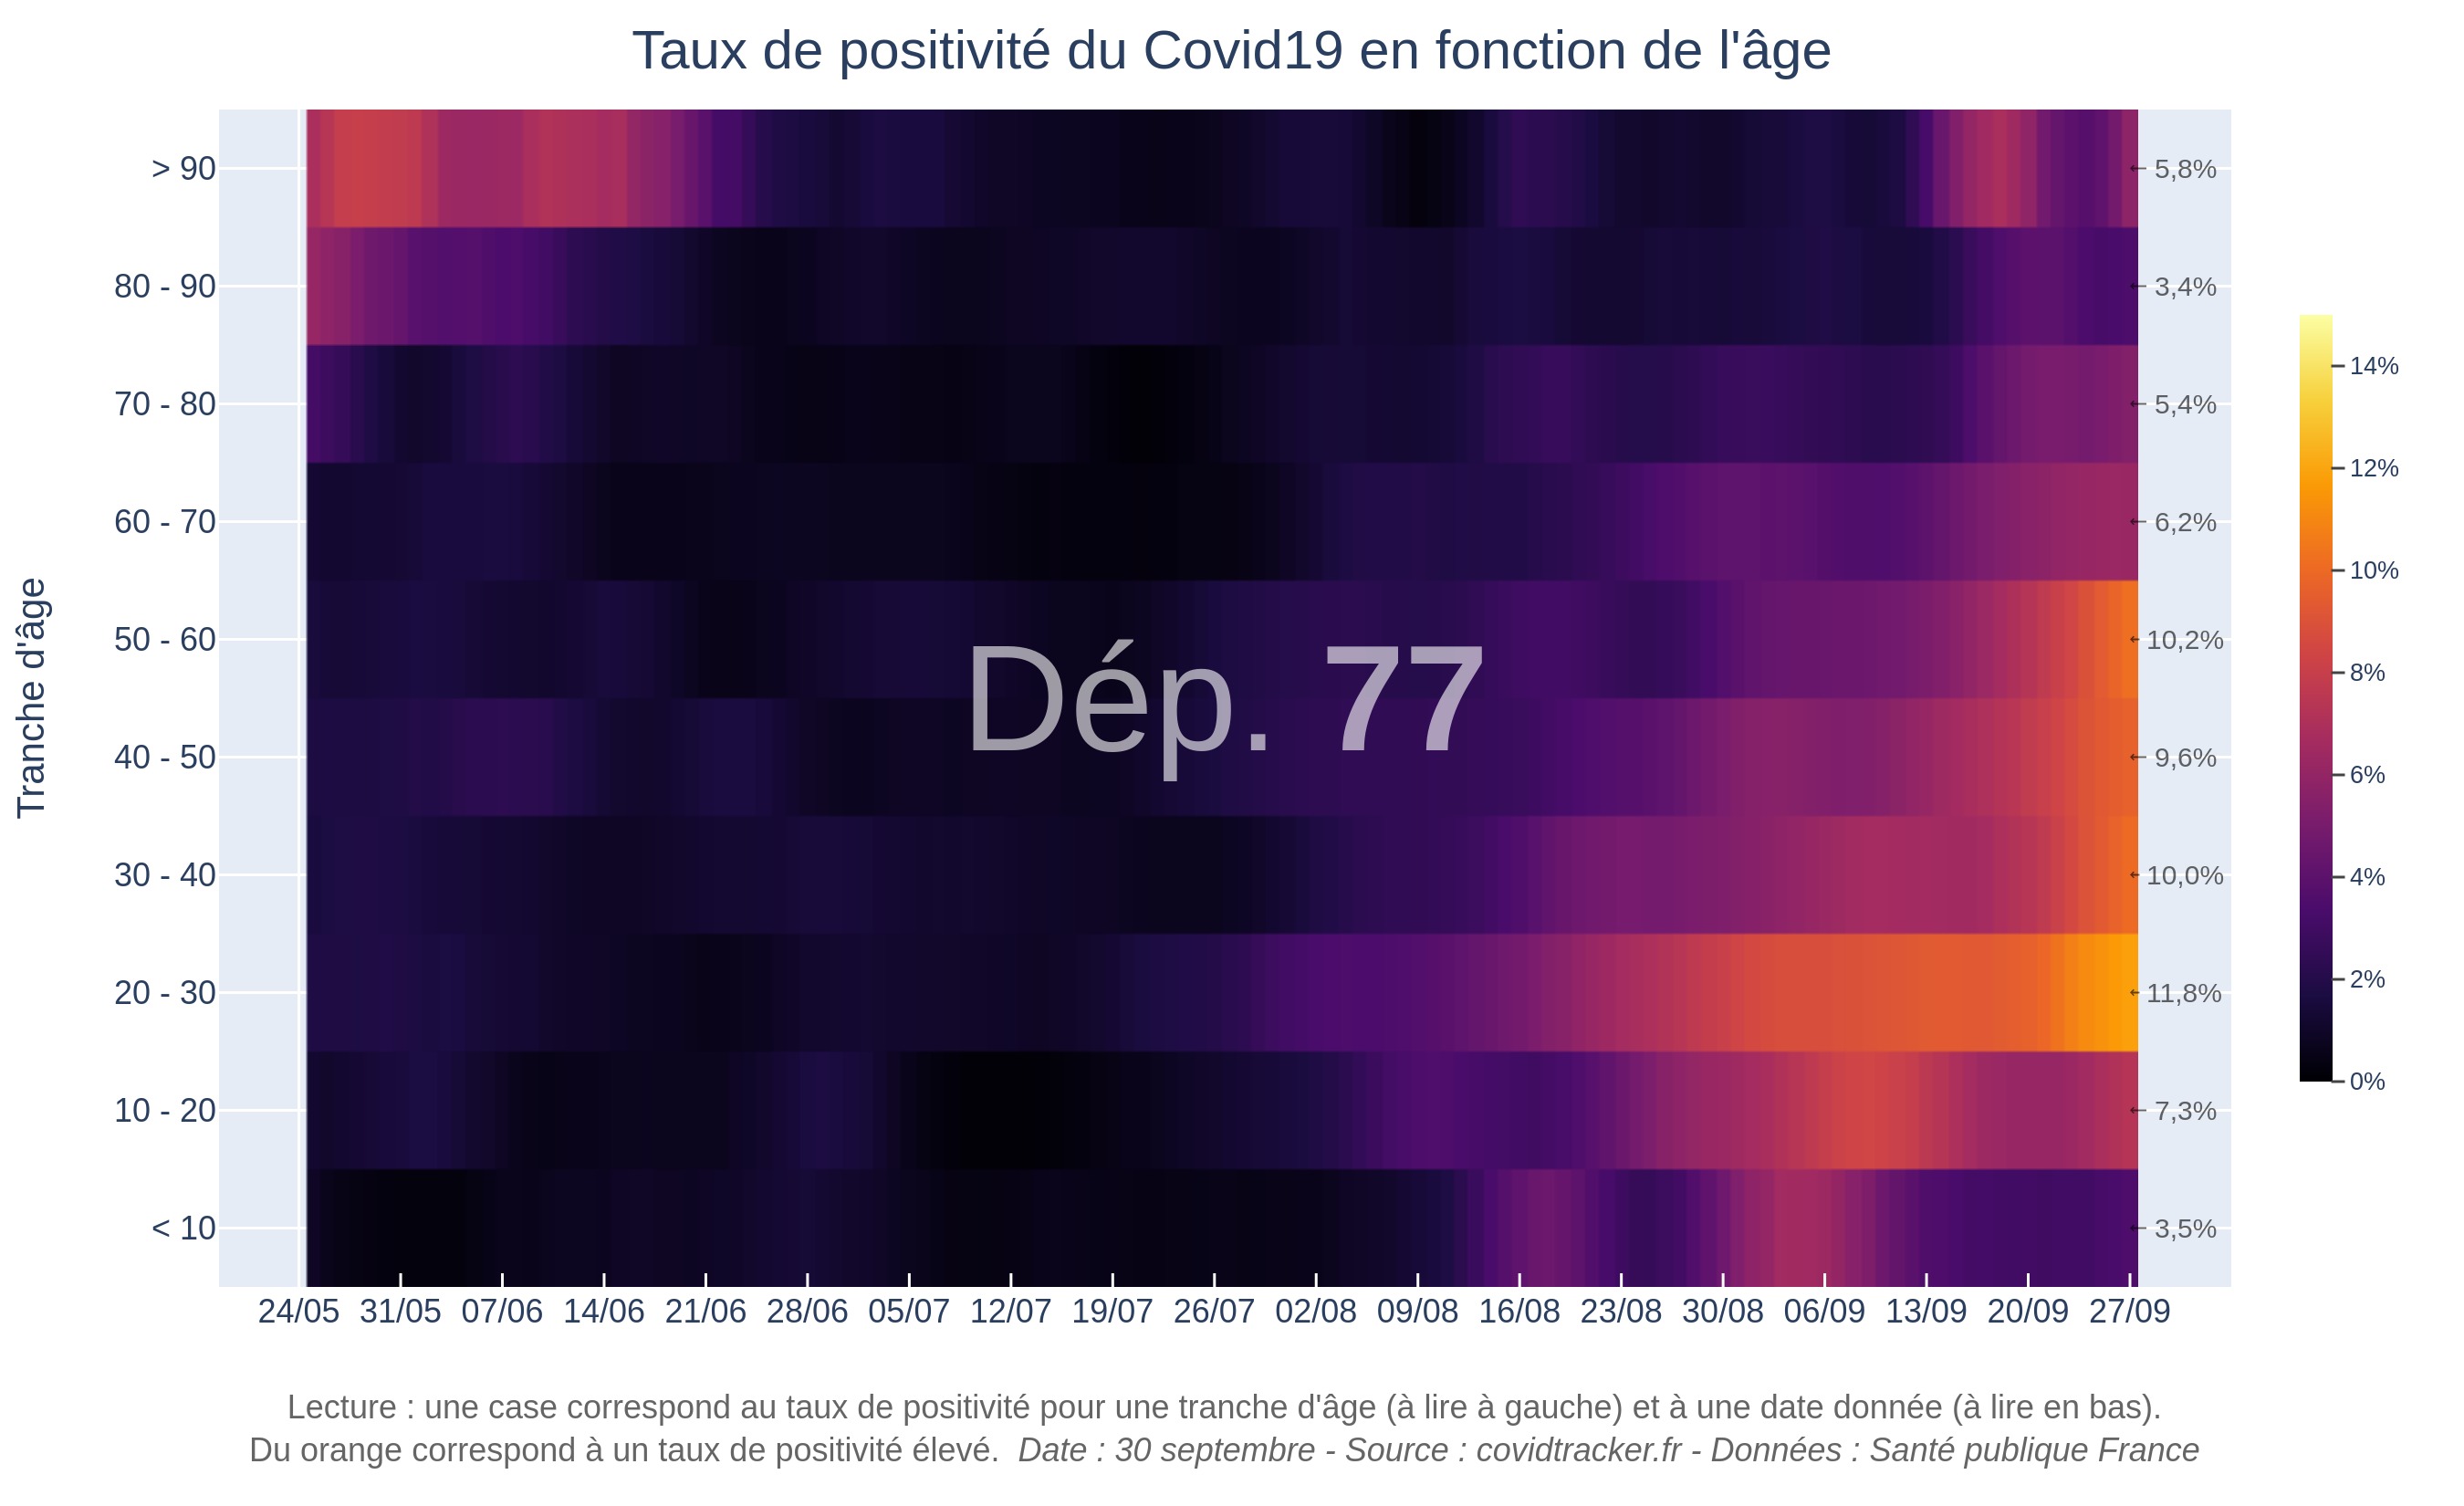 Taux de positivité du Covid19 en fonction de l'âge
Tranche d'âge
> 90
80 - 90
70 - 80
60 - 70
50 - 60
40 - 50
30 - 40
20 - 30
10 - 20
< 10
Dép. 77
5,8%
3,4%
5,4%
6,2%
10,2%
9,6%
10,0%
11,8%
7,3%
3,5%
14%
12%
10%
8%
6%
4%
2%
0%
24/05 31/05 07/06 14/06 21/06 28/06 05/07 12/07 19/07 26/07 02/08 09/08 16/08 23/08 30/08 06/09 13/09 20/09 27/09
Lecture : une case correspond au taux de positivité pour une tranche d'âge (à lire à gauche) et à une date donnée (à lire en bas).
Du orange correspond à un taux de positivité élevé. Date : 30 septembre - Source : covidtracker.fr - Données : Santé publique France